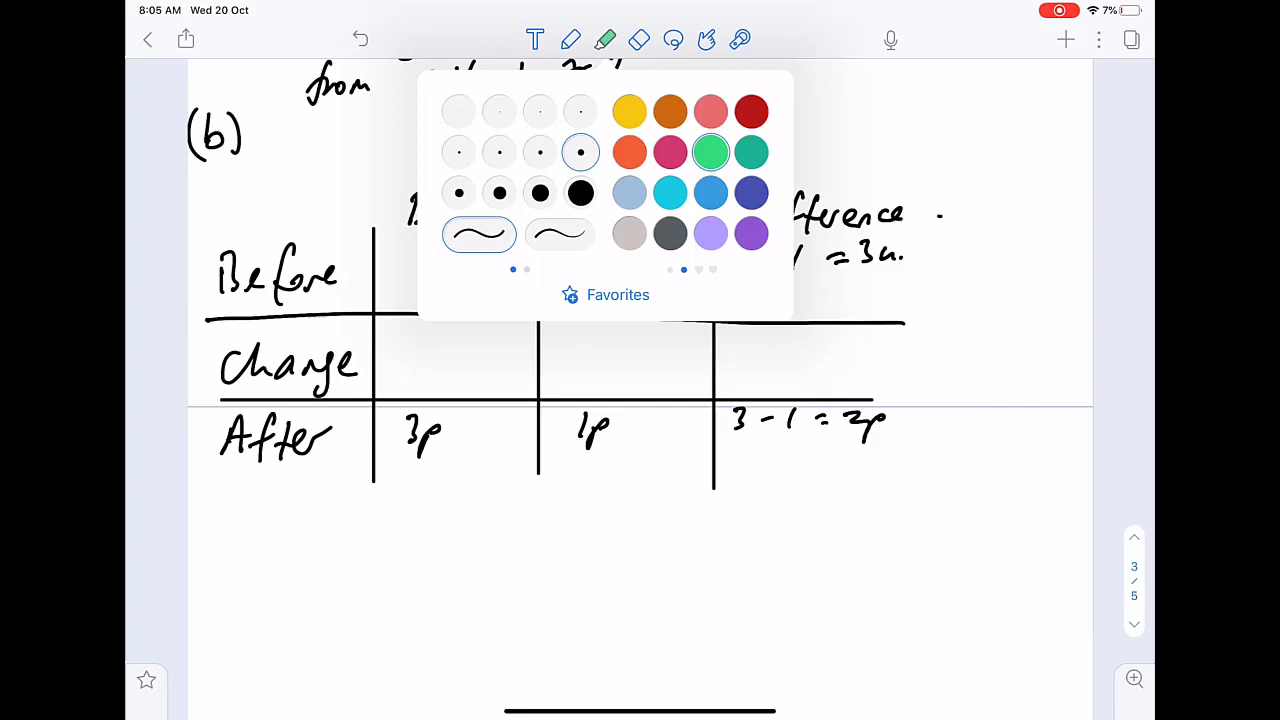 8:05 AM Wed 20 Oct
7%
T
from
(b)
fference .
1 = 3u.
Before
Favorites
Change
After 3p 1p 3 - 1 = 2p
3
/
5